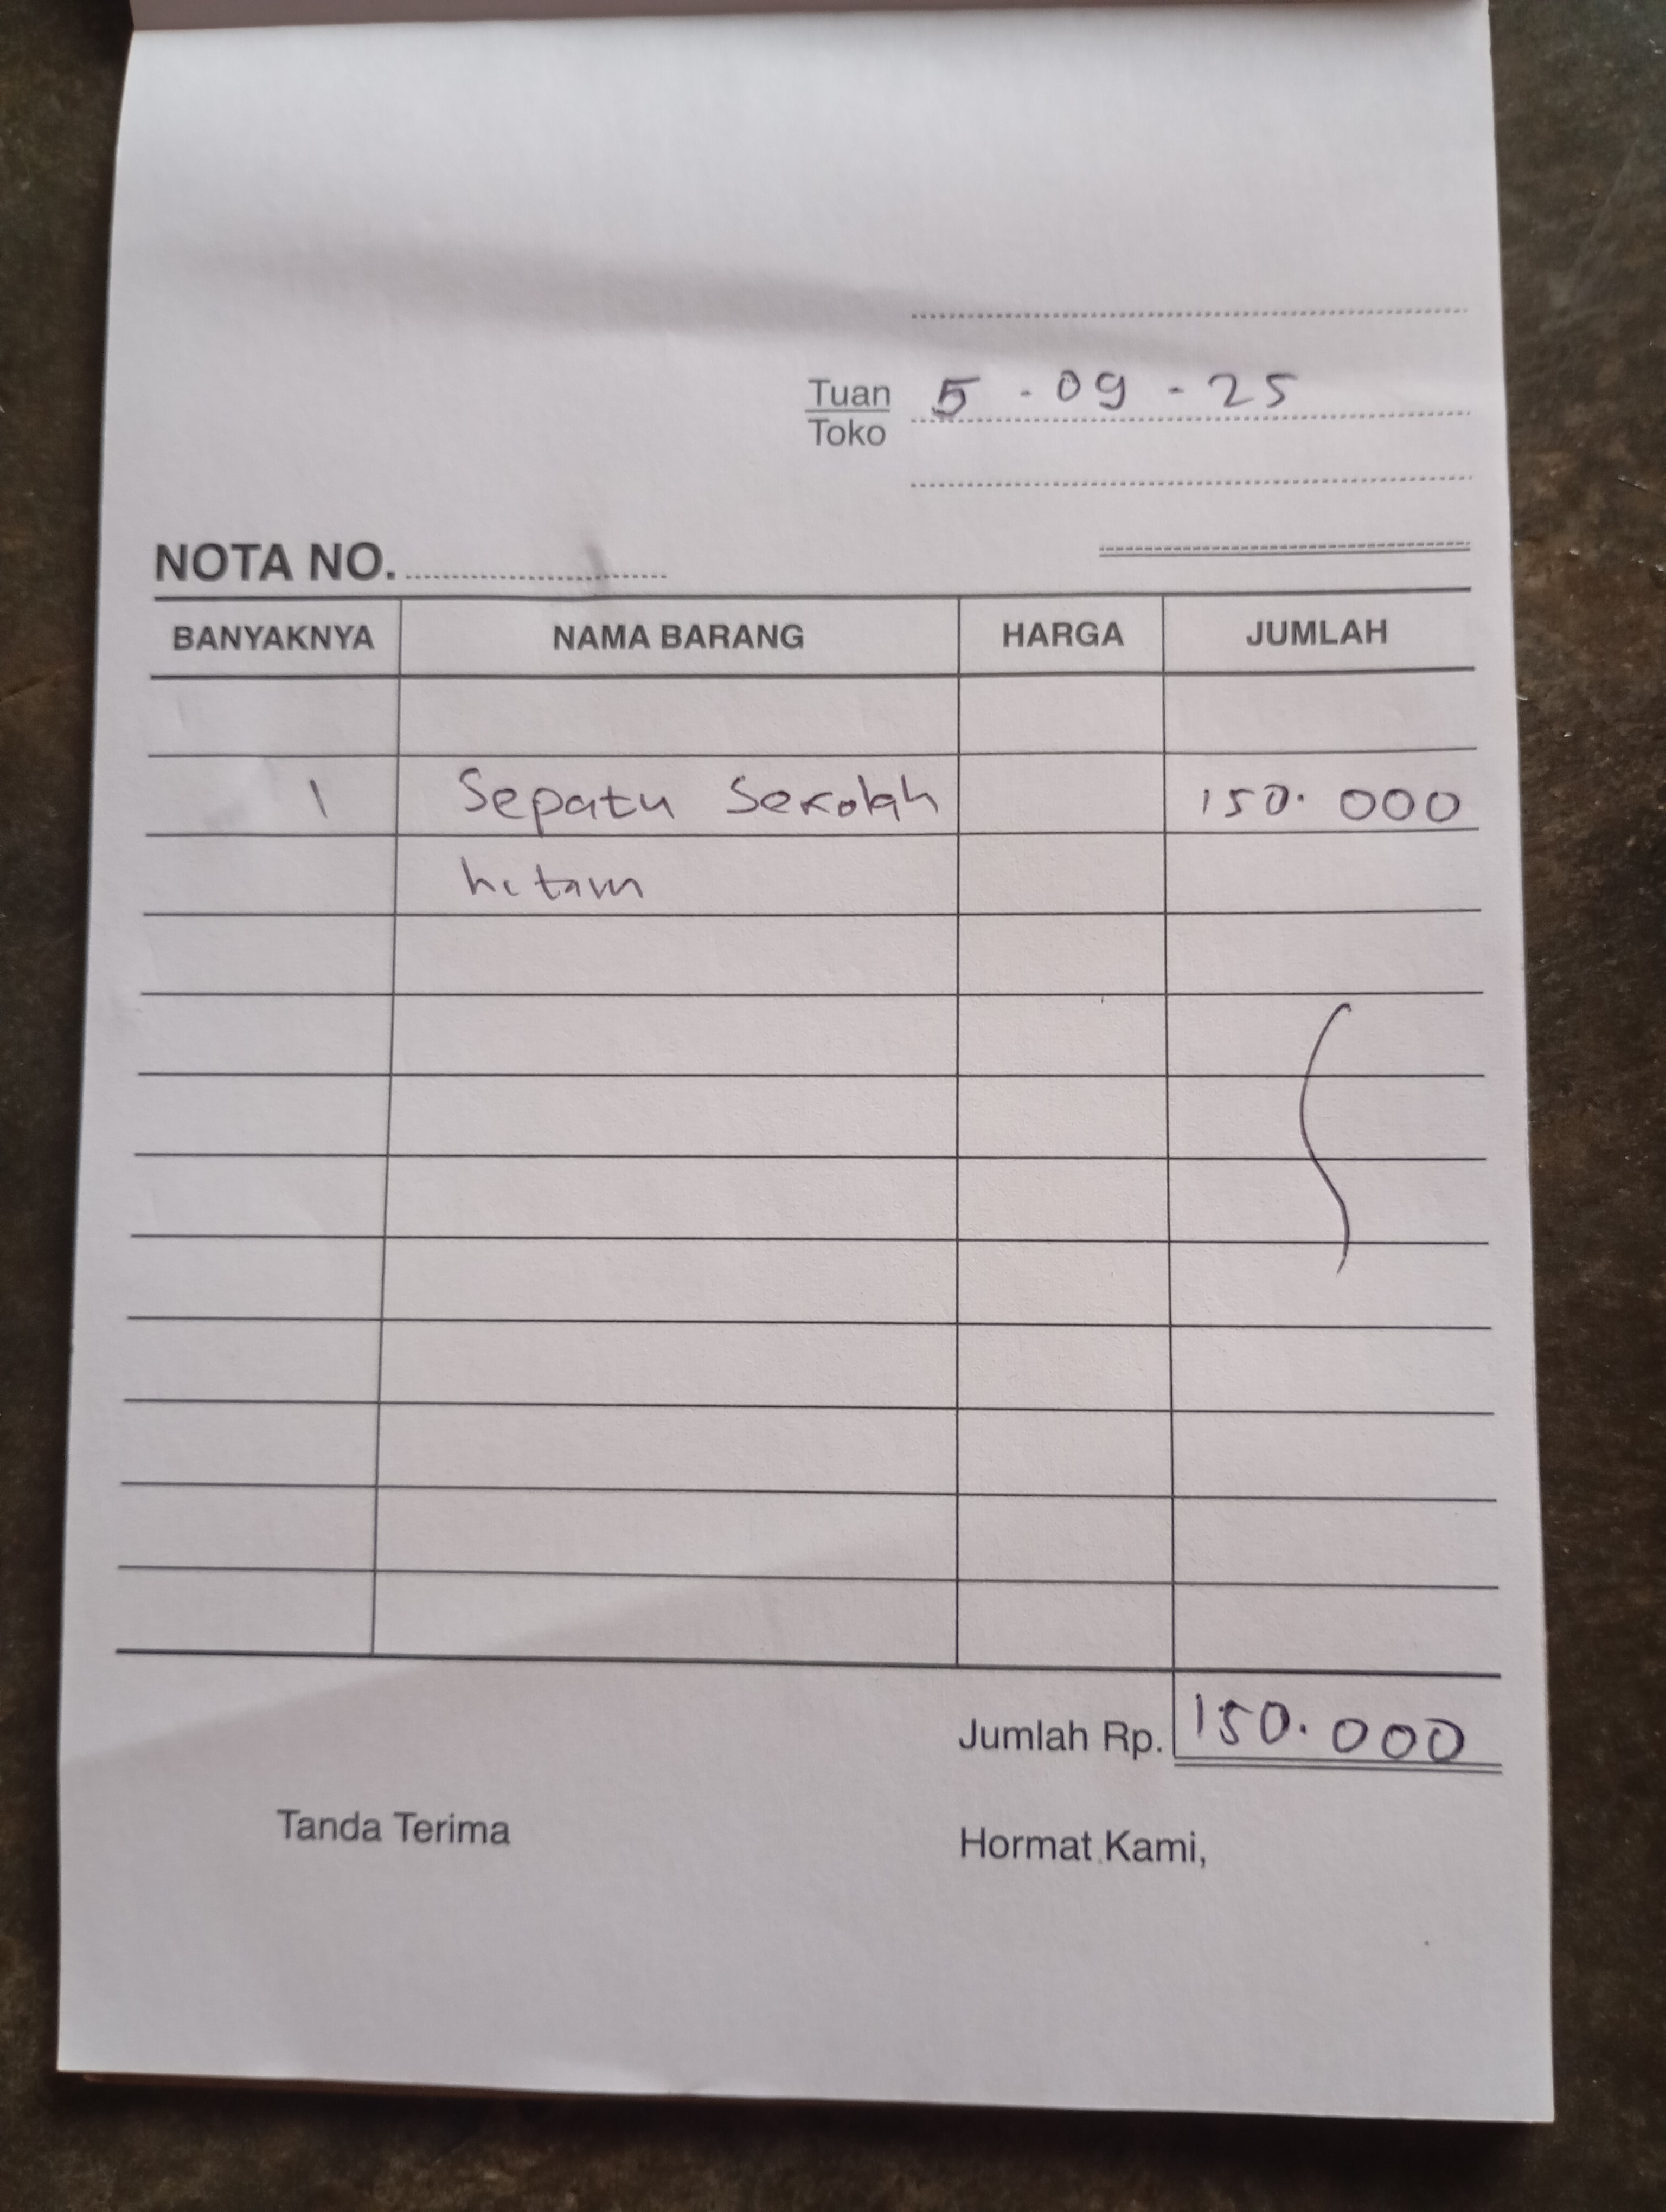 Tuan 5 - 09 - 25
Toko
NOTA NO.
BANYAKNYA NAMA BARANG HARGA JUMLAH
1 Sepatu Sekolah 150.000
hitam
Jumlah Rp. 150.000
Tanda Terima Hormat Kami,